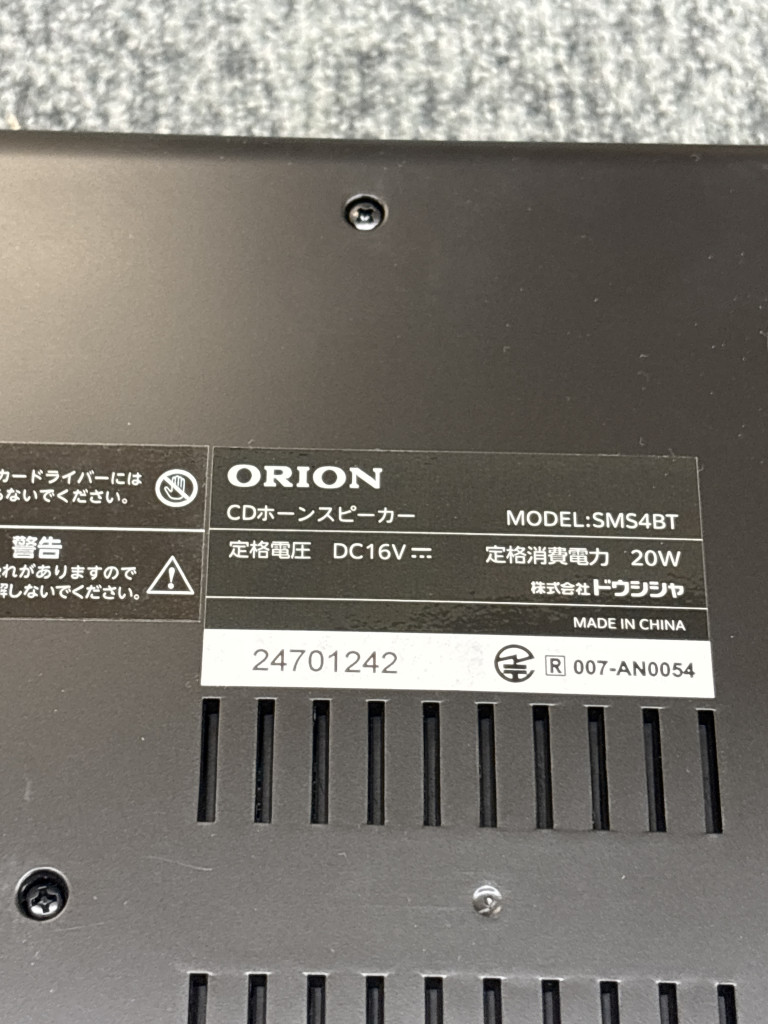 カードライバーには
ないでください。
警告
れがありますので
解しないでください。
ORION
CDホーンスピーカー
MODEL:SMS4BT
定格電圧 DC16V
定格消費電力 20W
株式会社ドウシシャ
MADE IN CHINA
24701242
R 007-AN0054